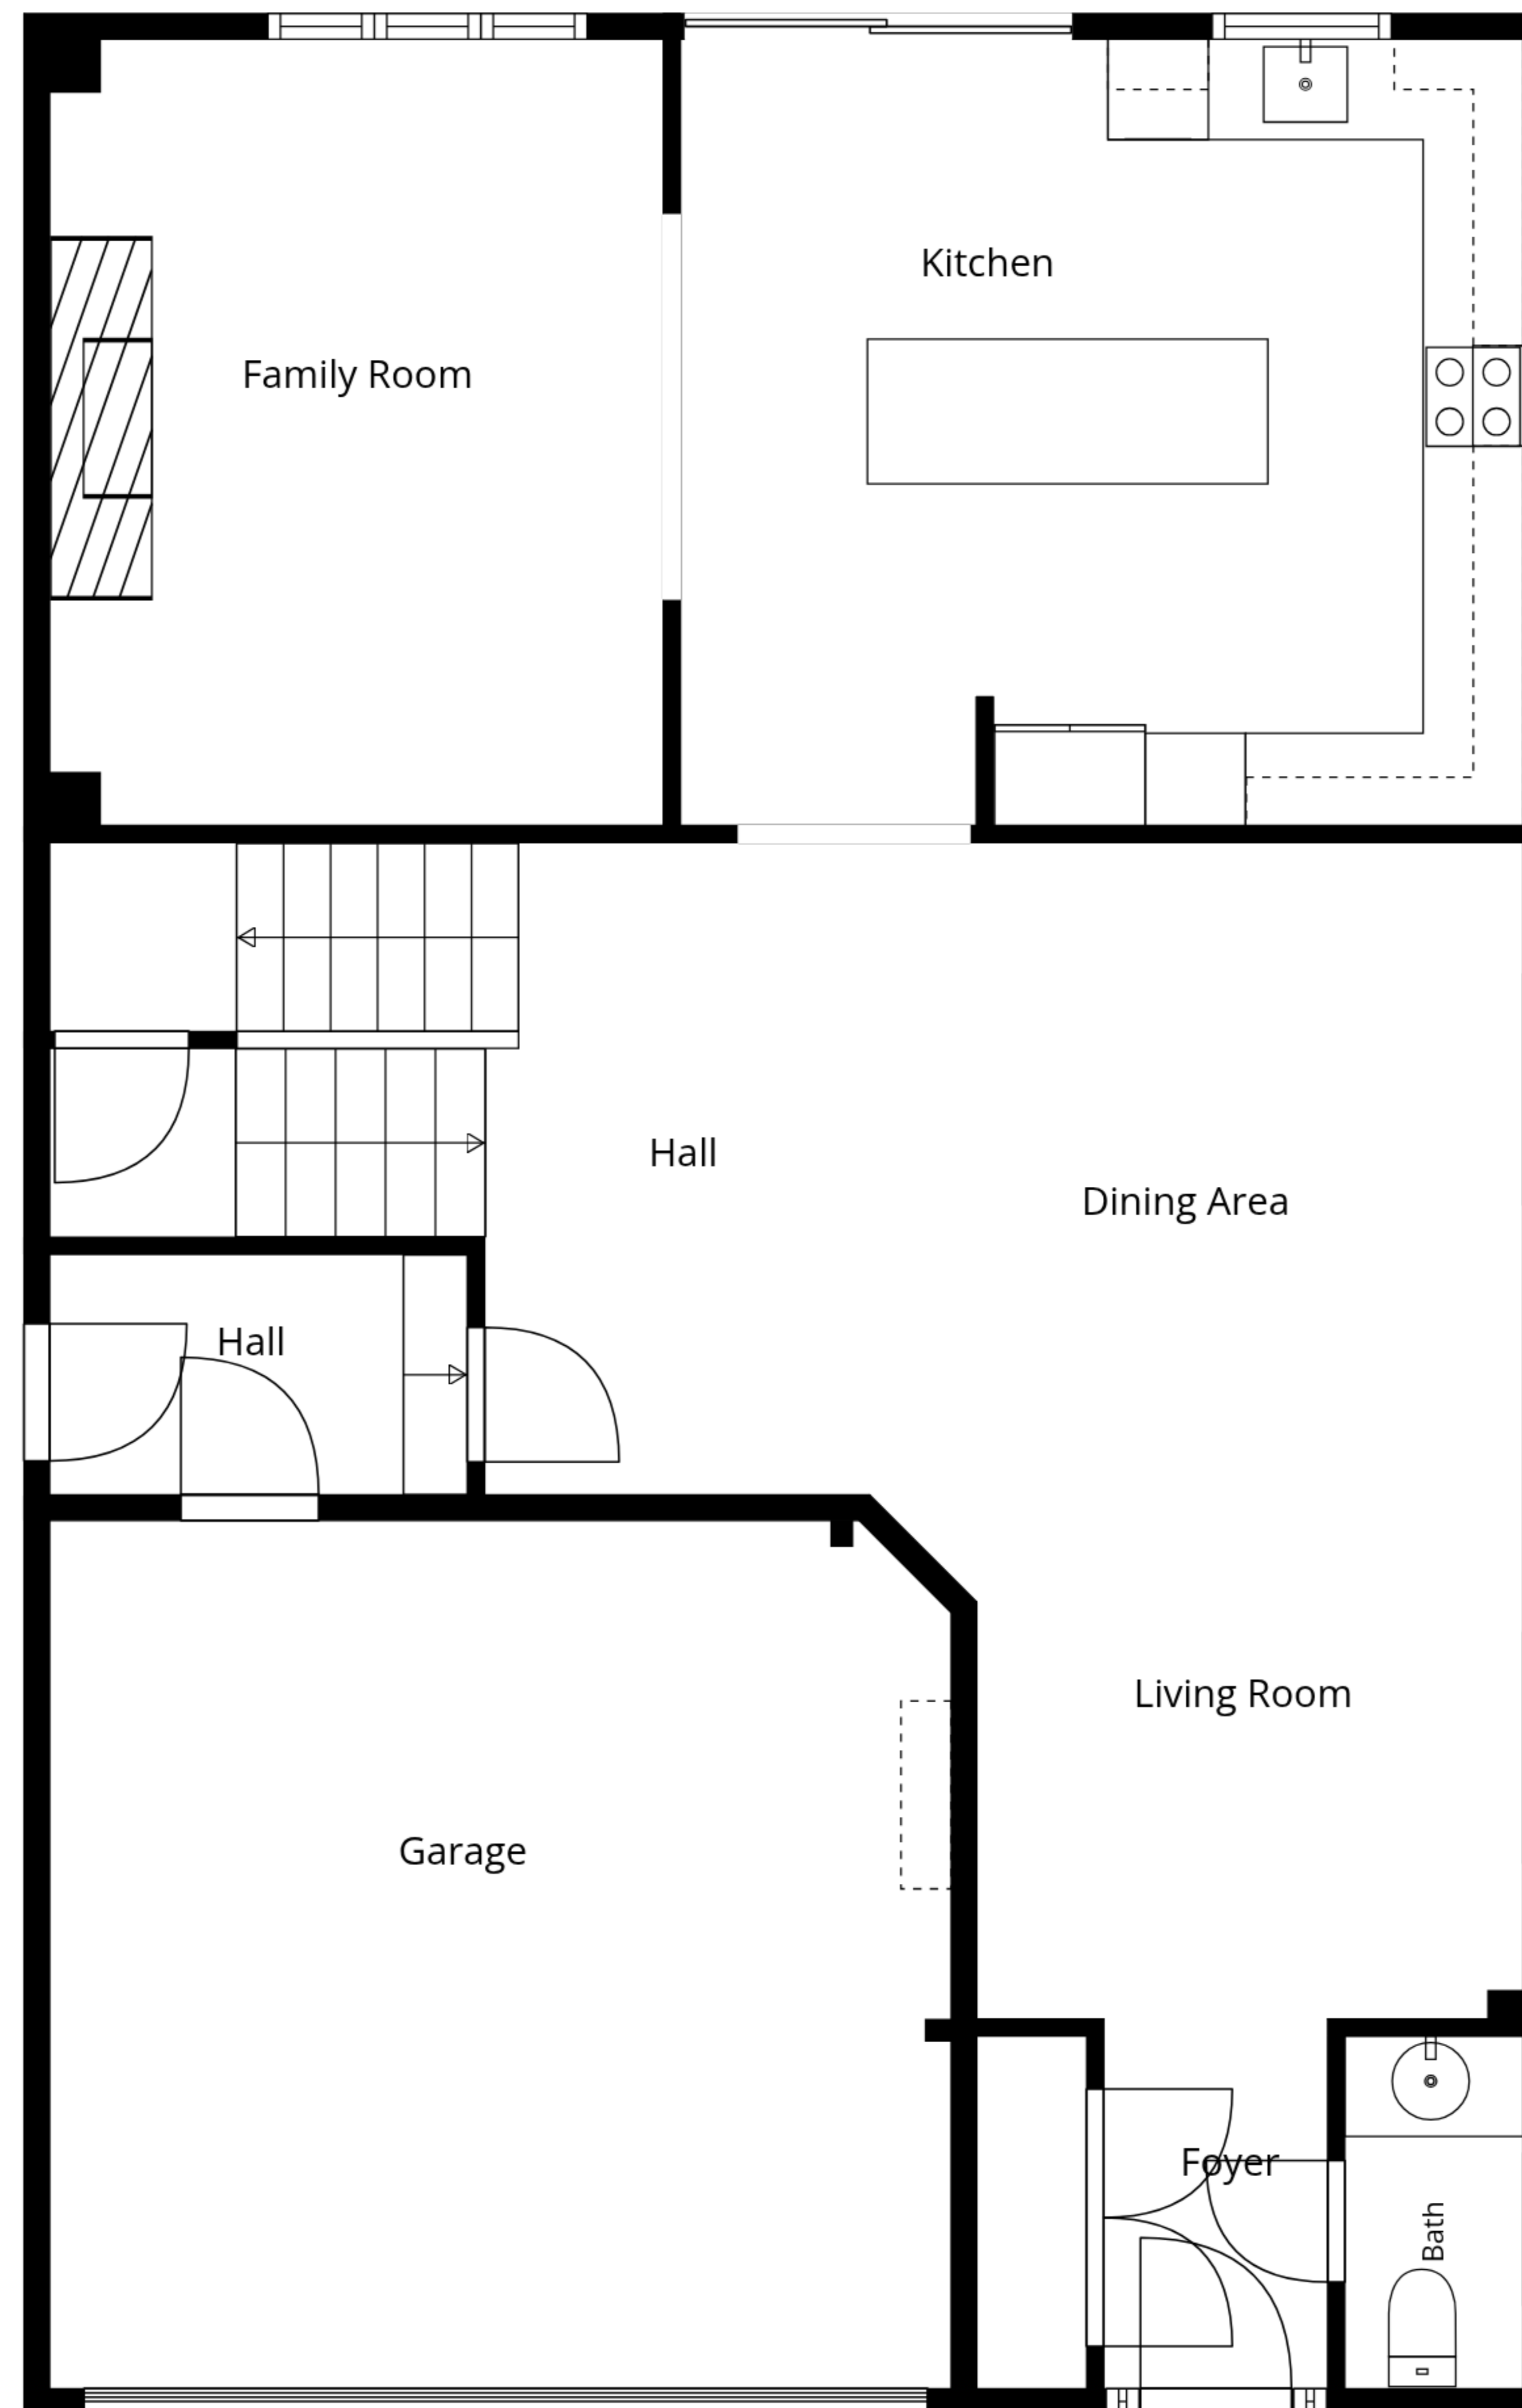 Kitchen
Family Room
Hall
Dining Area
Hall
Living Room
Garage
Foyer
Bath